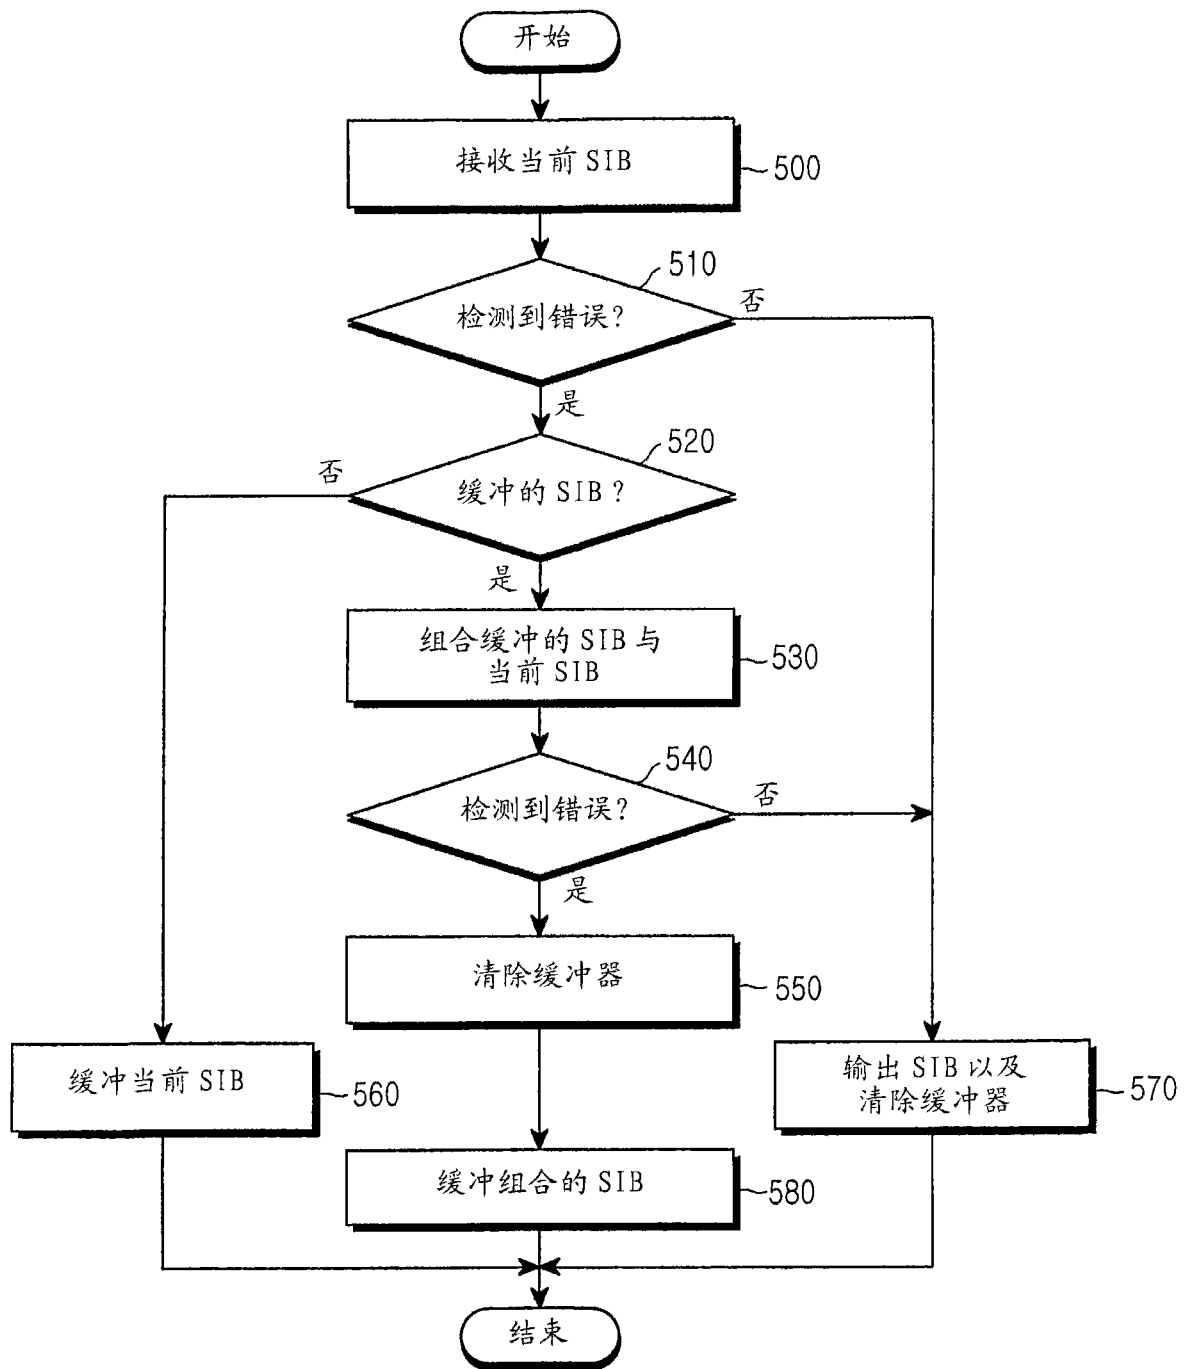 开始
接收当前 SIB
500
510
检测到错误?
否
是
520
否
缓冲的 SIB?
是
组合缓冲的 SIB 与
当前 SIB
530
540
检测到错误?
否
是
清除缓冲器
550
缓冲当前 SIB
560
输出 SIB 以及
清除缓冲器
570
缓冲组合的 SIB
580
结束